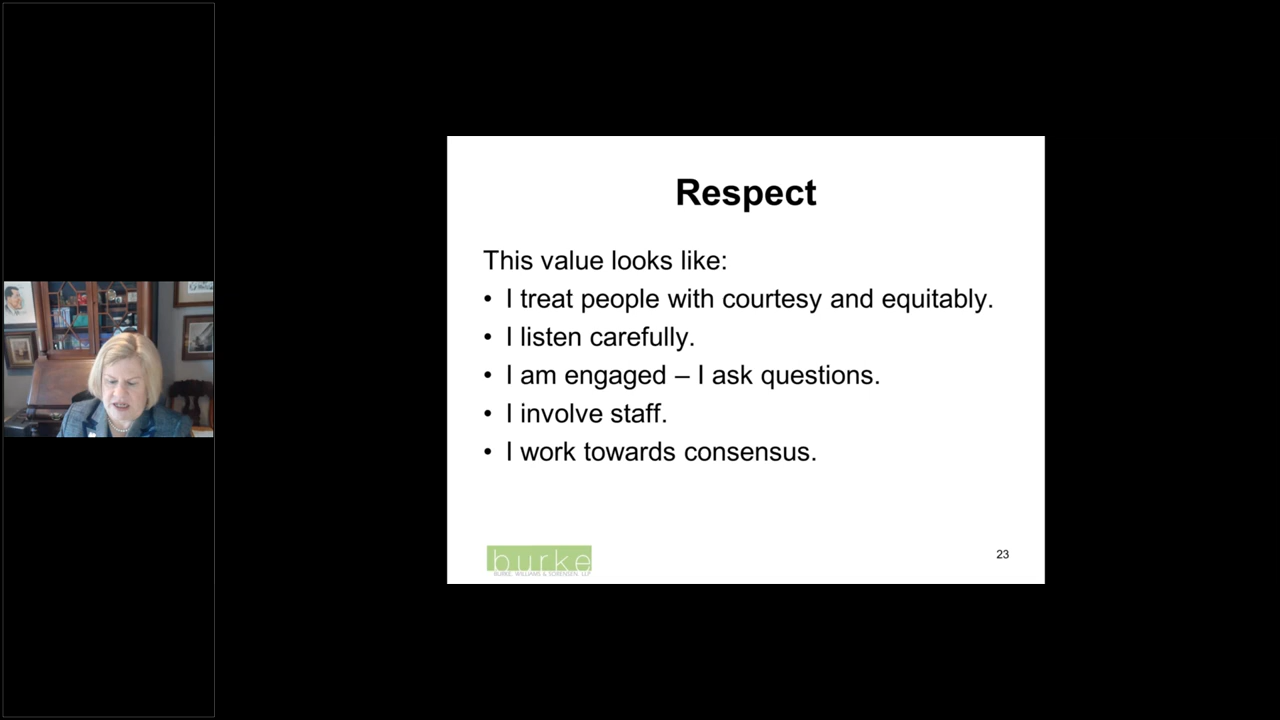 Respect
This value looks like:
• I treat people with courtesy and equitably.
• I listen carefully.
• I am engaged – I ask questions.
• I involve staff.
• I work towards consensus.
burke
BURKE, WILLIAMS & SORENSEN, LLP
23